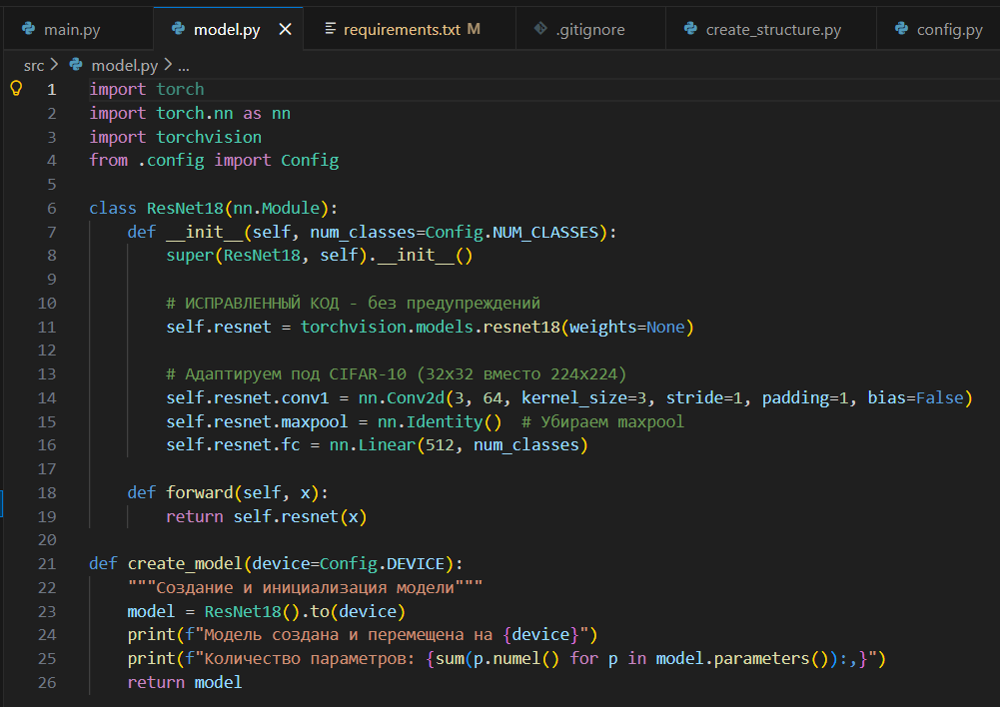 main.py model.py requirements.txt M .gitignore create_structure.py config.py
src > model.py > ...
1 import torch
2 import torch.nn as nn
3 import torchvision
4 from .config import Config
5
6 class ResNet18(nn.Module):
7     def __init__(self, num_classes=Config.NUM_CLASSES):
8         super(ResNet18, self).__init__()
9
10         # ИСПРАВЛЕННЫЙ КОД - без предупреждений
11         self.resnet = torchvision.models.resnet18(weights=None)
12
13         # Адаптируем под CIFAR-10 (32x32 вместо 224x224)
14         self.resnet.conv1 = nn.Conv2d(3, 64, kernel_size=3, stride=1, padding=1, bias=False)
15         self.resnet.maxpool = nn.Identity()  # Убираем maxpool
16         self.resnet.fc = nn.Linear(512, num_classes)
17
18     def forward(self, x):
19         return self.resnet(x)
20
21 def create_model(device=Config.DEVICE):
22     """Создание и инициализация модели"""
23     model = ResNet18().to(device)
24     print(f"Модель создана и перемещена на {device}")
25     print(f"Количество параметров: {sum(p.numel() for p in model.parameters()):,}")
26     return model